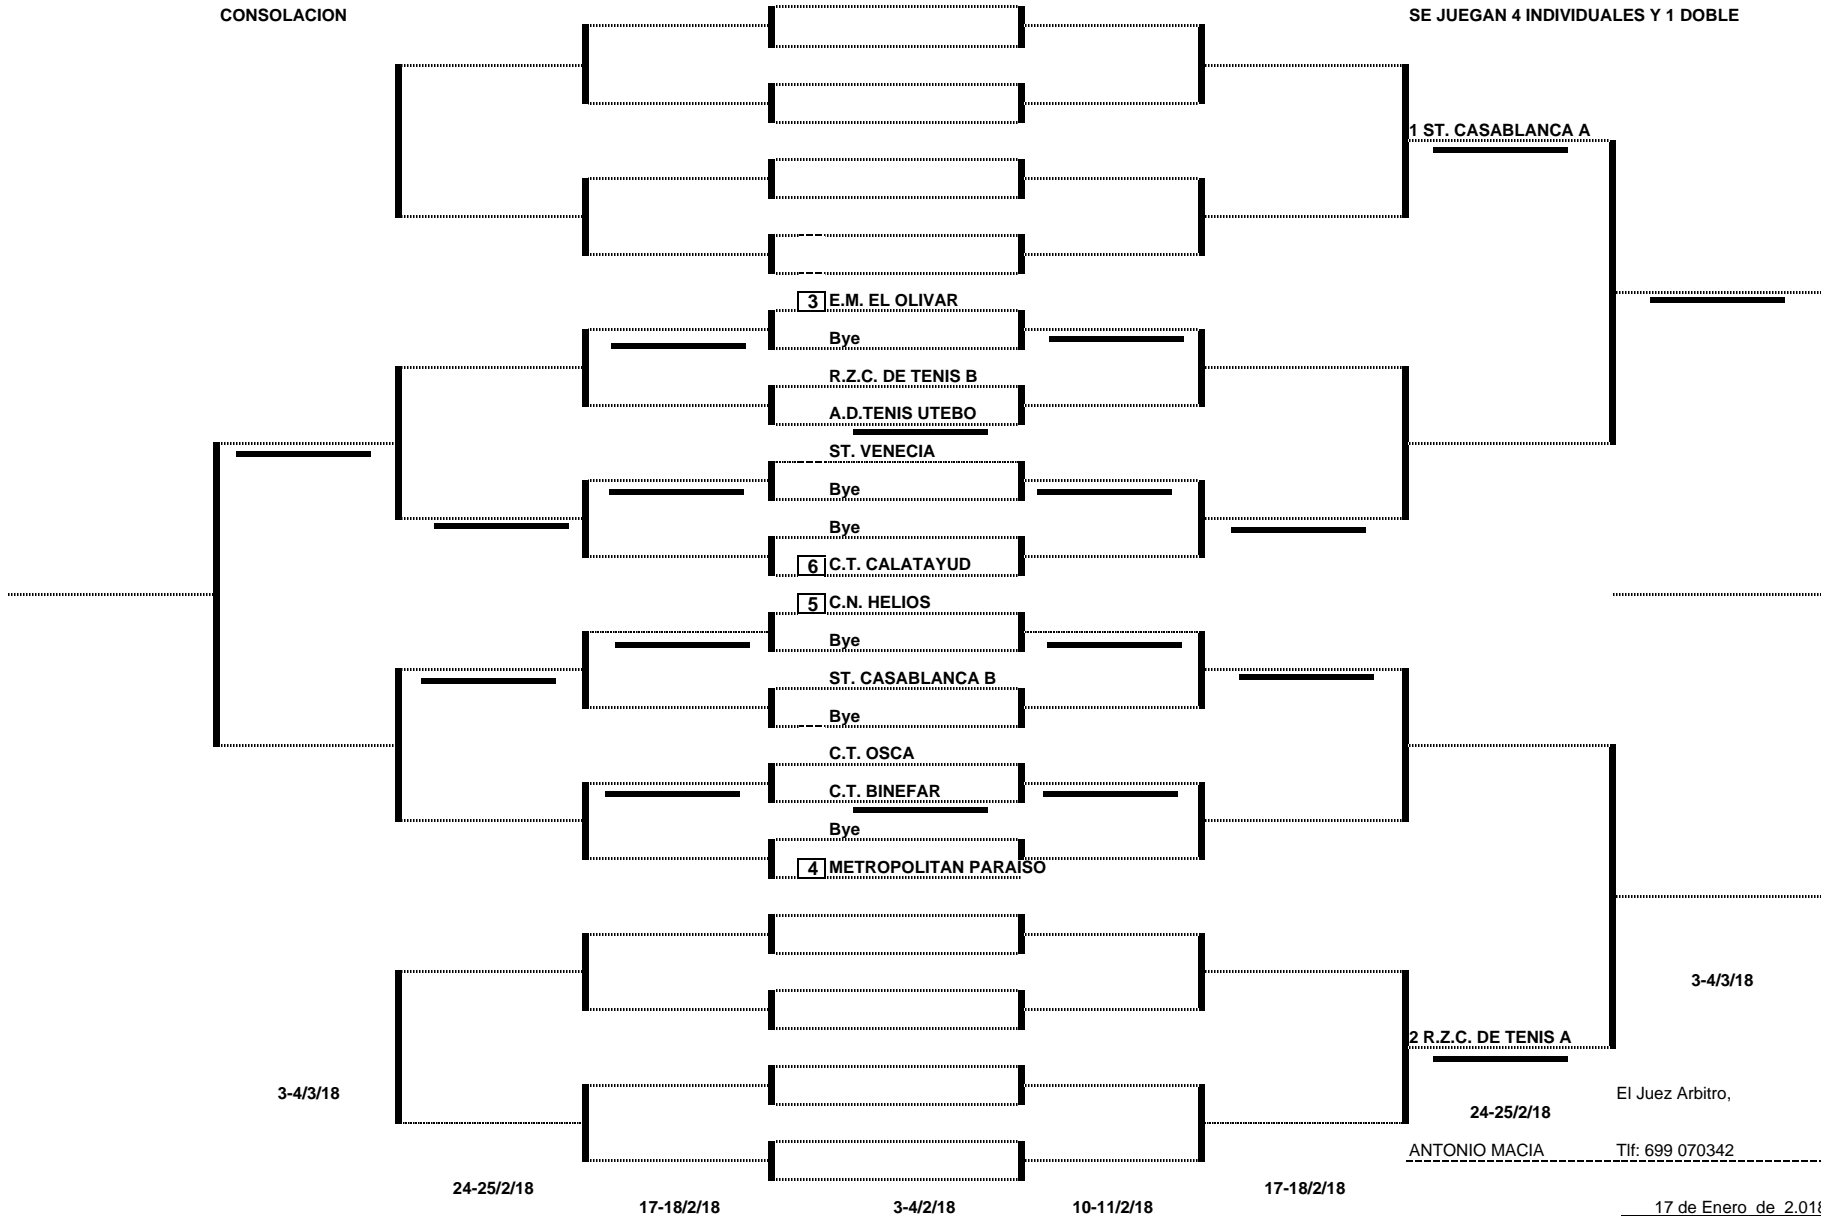 CONSOLACION
SE JUEGAN 4 INDIVIDUALES Y 1 DOBLE
1 ST. CASABLANCA A
3 E.M. EL OLIVAR
Bye
R.Z.C. DE TENIS B
A.D.TENIS UTEBO
ST. VENECIA
Bye
Bye
6 C.T. CALATAYUD
5 C.N. HELIOS
Bye
ST. CASABLANCA B
Bye
C.T. OSCA
C.T. BINEFAR
Bye
4 METROPOLITAN PARAISO
3-4/3/18
2 R.Z.C. DE TENIS A
3-4/3/18
El Juez Arbitro,
24-25/2/18
ANTONIO MACIA Tlf: 699 070342
24-25/2/18
17-18/2/18
17-18/2/18
3-4/2/18
10-11/2/18
17 de Enero de 2.018